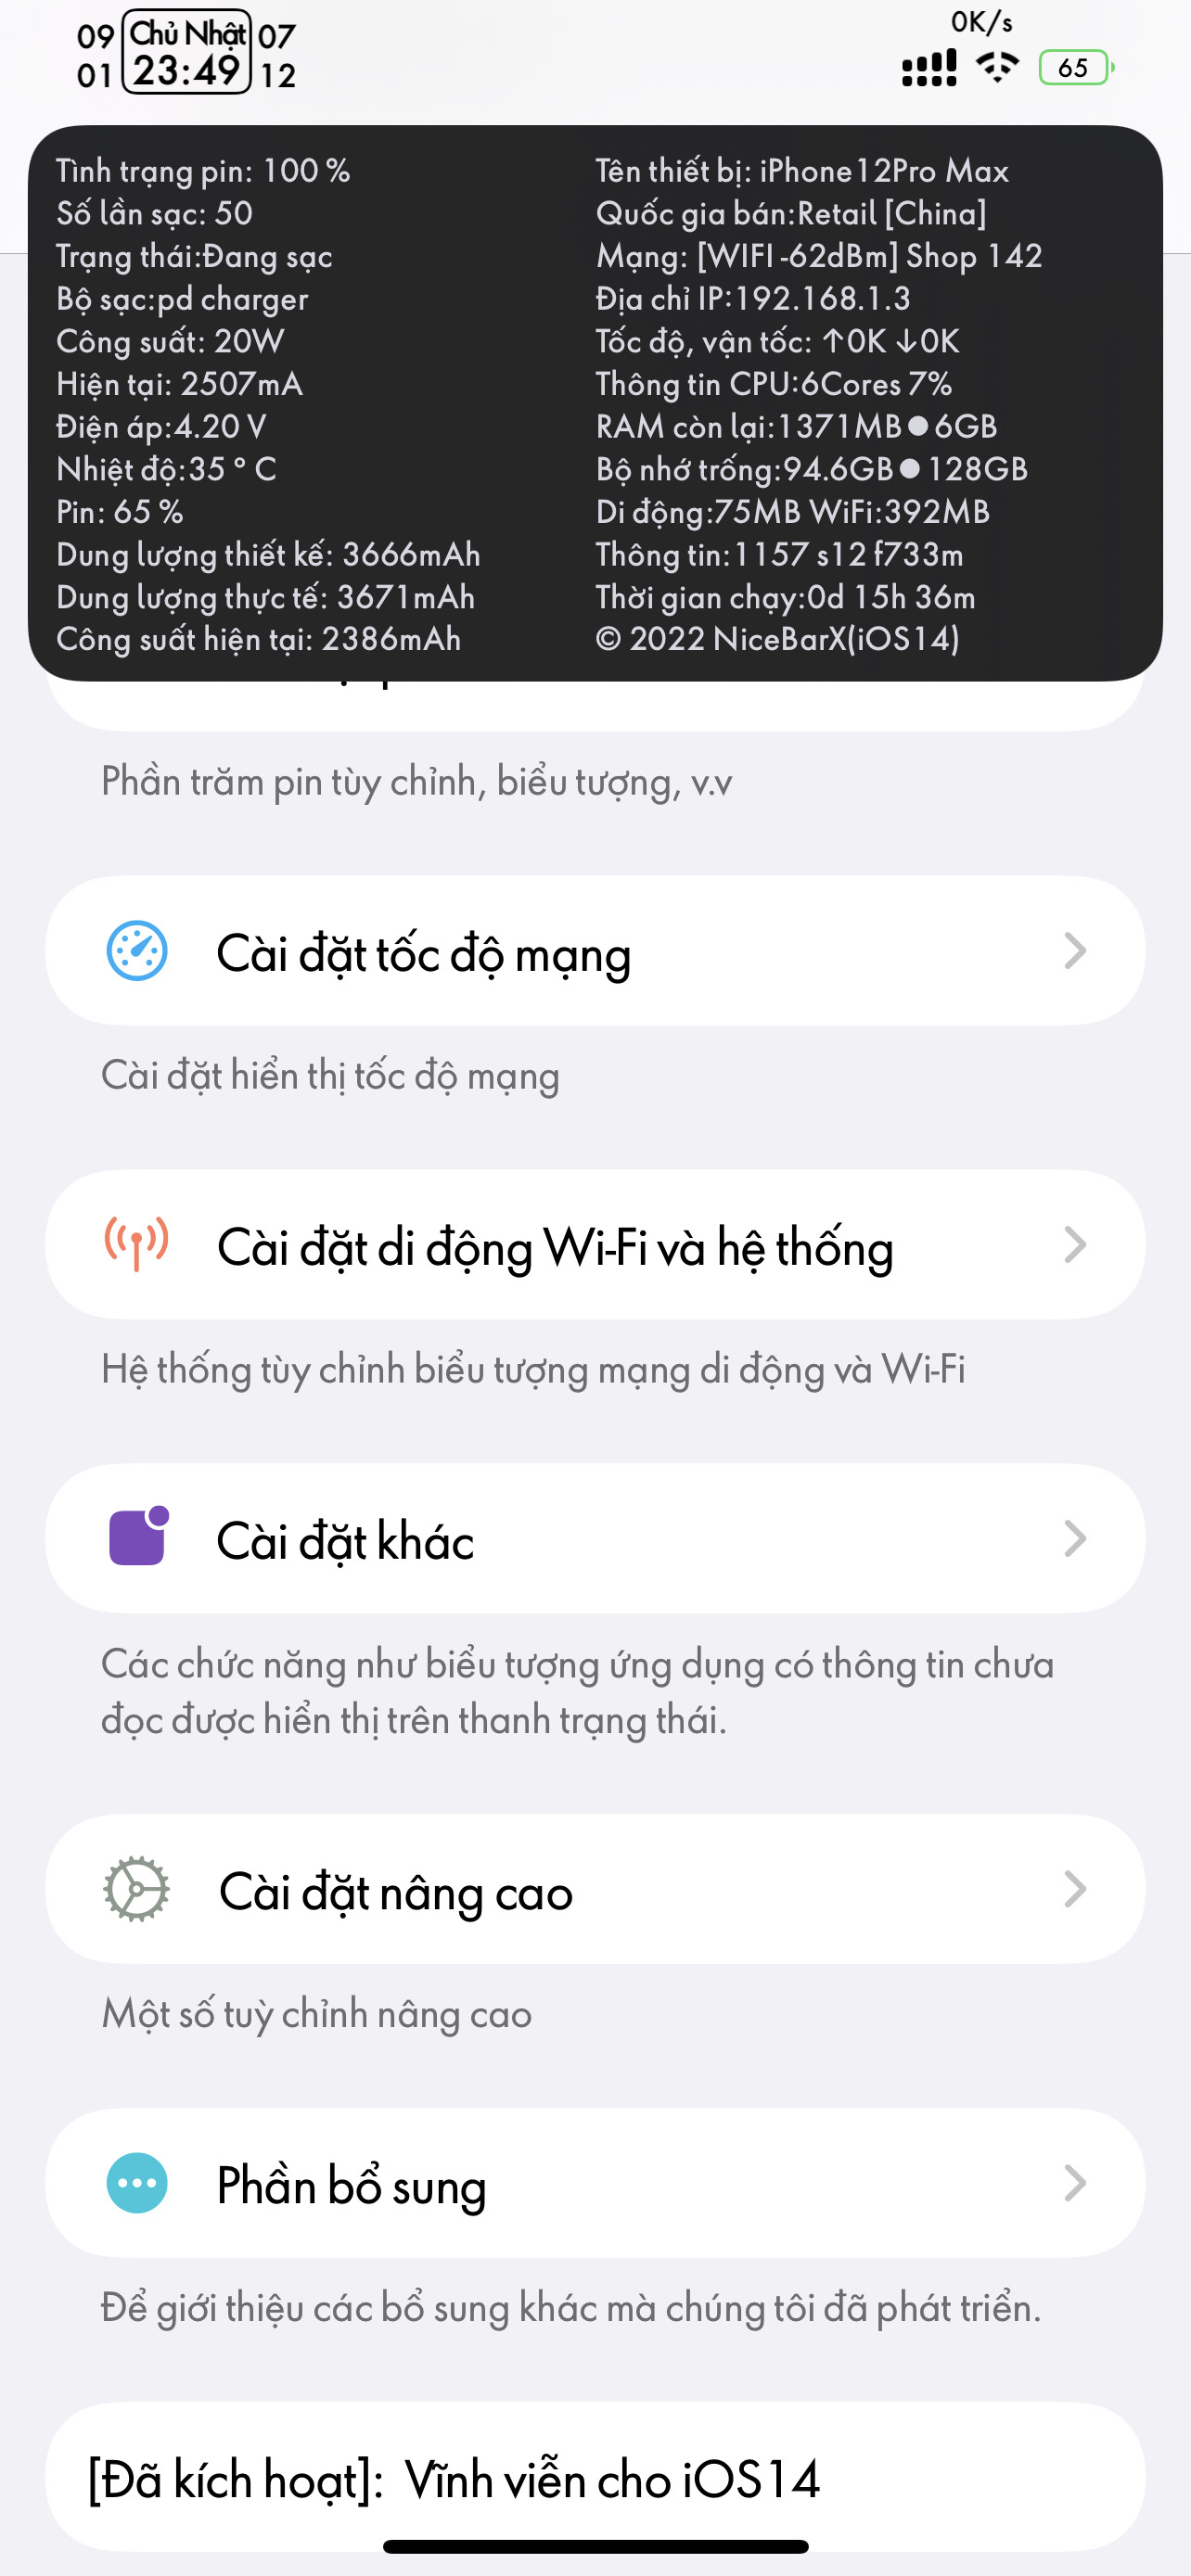 09 Chủ Nhật 07
01 23:49 12
0K/s
65
Tình trạng pin: 100 %
Số lần sạc: 50
Trạng thái:Đang sạc
Bộ sạc:pd charger
Công suất: 20W
Hiện tại: 2507mA
Điện áp:4.20 V
Nhiệt độ:35 ° C
Pin: 65 %
Dung lượng thiết kế: 3666mAh
Dung lượng thực tế: 3671mAh
Công suất hiện tại: 2386mAh
Tên thiết bị: iPhone12Pro Max
Quốc gia bán:Retail [China]
Mạng: [WIFI -62dBm] Shop 142
Địa chỉ IP:192.168.1.3
Tốc độ, vận tốc: ↑0K ↓0K
Thông tin CPU:6Cores 7%
RAM còn lại:1371MB●6GB
Bộ nhớ trống:94.6GB●128GB
Di động:75MB WiFi:392MB
Thông tin:1157 s12 f733m
Thời gian chạy:0d 15h 36m
© 2022 NiceBarX(iOS14)
Phần trăm pin tùy chỉnh, biểu tượng, v.v
Cài đặt tốc độ mạng
Cài đặt hiển thị tốc độ mạng
Cài đặt di động Wi-Fi và hệ thống
Hệ thống tùy chỉnh biểu tượng mạng di động và Wi-Fi
Cài đặt khác
Các chức năng như biểu tượng ứng dụng có thông tin chưa
đọc được hiển thị trên thanh trạng thái.
Cài đặt nâng cao
Một số tuỳ chỉnh nâng cao
Phần bổ sung
Để giới thiệu các bổ sung khác mà chúng tôi đã phát triển.
[Đã kích hoạt]: Vĩnh viễn cho iOS14